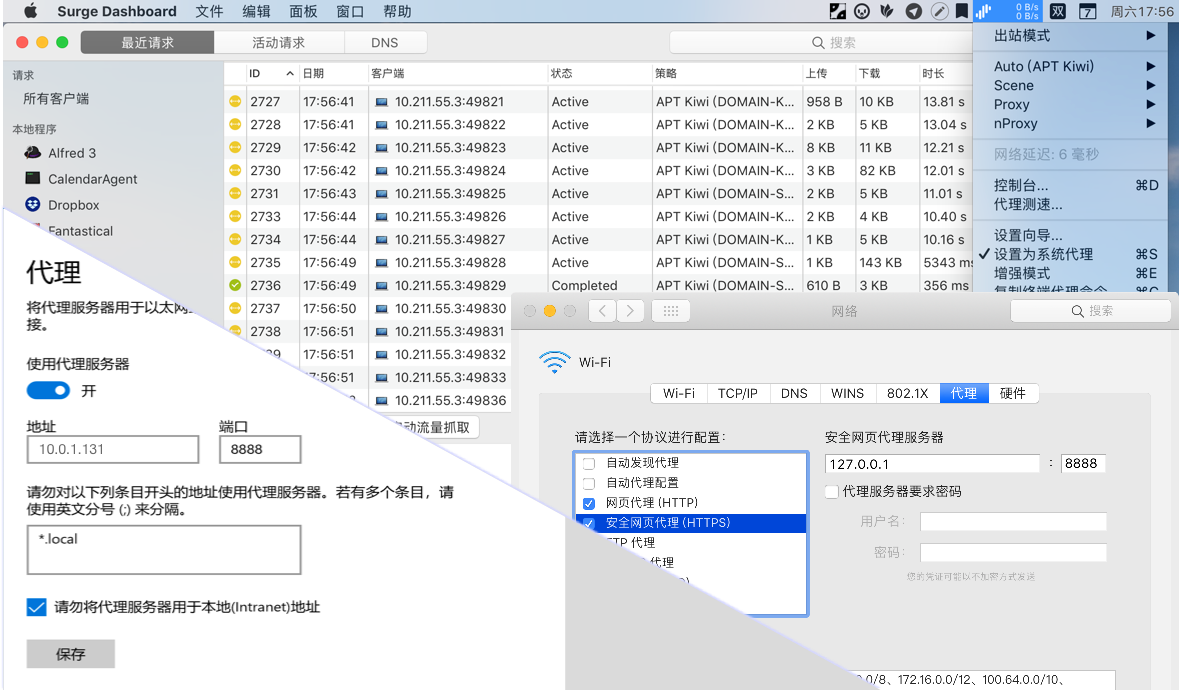 Surge Dashboard 文件 编辑 面板 窗口 帮助
0 B/s
0 B/s
双 7 周六17:56
最近请求 活动请求 DNS 搜索
请求
所有客户端
本地程序
Alfred 3
CalendarAgent
Dropbox
Fantastical
ID 日期 客户端 状态 策略 上传 下载 时长
2727 17:56:41 10.211.55.3:49821 Active APT Kiwi (DOMAIN-K... 958 B 10 KB 13.81 s
2728 17:56:41 10.211.55.3:49822 Active APT Kiwi (DOMAIN-K... 2 KB 5 KB 13.04 s
2729 17:56:42 10.211.55.3:49823 Active APT Kiwi (DOMAIN-K... 8 KB 11 KB 12.21 s
2730 17:56:42 10.211.55.3:49824 Active APT Kiwi (DOMAIN-K... 3 KB 82 KB 12.01 s
2731 17:56:43 10.211.55.3:49825 Active APT Kiwi (DOMAIN-S... 2 KB 5 KB 11.01 s
2733 17:56:44 10.211.55.3:49826 Active APT Kiwi (DOMAIN-K... 2 KB 4 KB 10.40 s
2734 17:56:44 10.211.55.3:49827 Active APT Kiwi (DOMAIN-S... 1 KB 5 KB 10.16 s
2735 17:56:49 10.211.55.3:49828 Active APT Kiwi (DOMAIN-S... 1 KB 143 KB 5343 ms
2736 17:56:49 10.211.55.3:49829 Completed APT Kiwi (DOMAIN-S... 610 B 3 KB 356 ms
2737 17:56:50 10.211.55.3:49830
2738 17:56:51 10.211.55.3:49831
17:56:51 10.211.55.3:49832
:56:51 10.211.55.3:49833
10.211.55.3:49836
动流量抓取
出站模式
Auto (APT Kiwi)
Scene
Proxy
nProxy
网络延迟: 6 毫秒
控制台... ⌘D
代理测速...
设置向导...
✓设置为系统代理 ⌘S
增强模式 ⌘E
复制终端代理命令 ⌘C
代理
将代理服务器用于以太网
接。
使用代理服务器
开
地址 端口
10.0.1.131 8888
请勿对以下列条目开头的地址使用代理服务器。若有多个条目，请
使用英文分号 (;) 来分隔。
*.local
请勿将代理服务器用于本地(Intranet)地址
保存
网络 搜索
Wi-Fi
Wi-Fi TCP/IP DNS WINS 802.1X 代理 硬件
请选择一个协议进行配置:
自动发现代理
自动代理配置
网页代理 (HTTP)
安全网页代理 (HTTPS)
TP 代理
代理
安全网页代理服务器
127.0.0.1 : 8888
代理服务器要求密码
用户名:
密码:
您的凭证可能以不加密方式发送
.0.0/8、172.16.0.0/12、100.64.0.0/10、